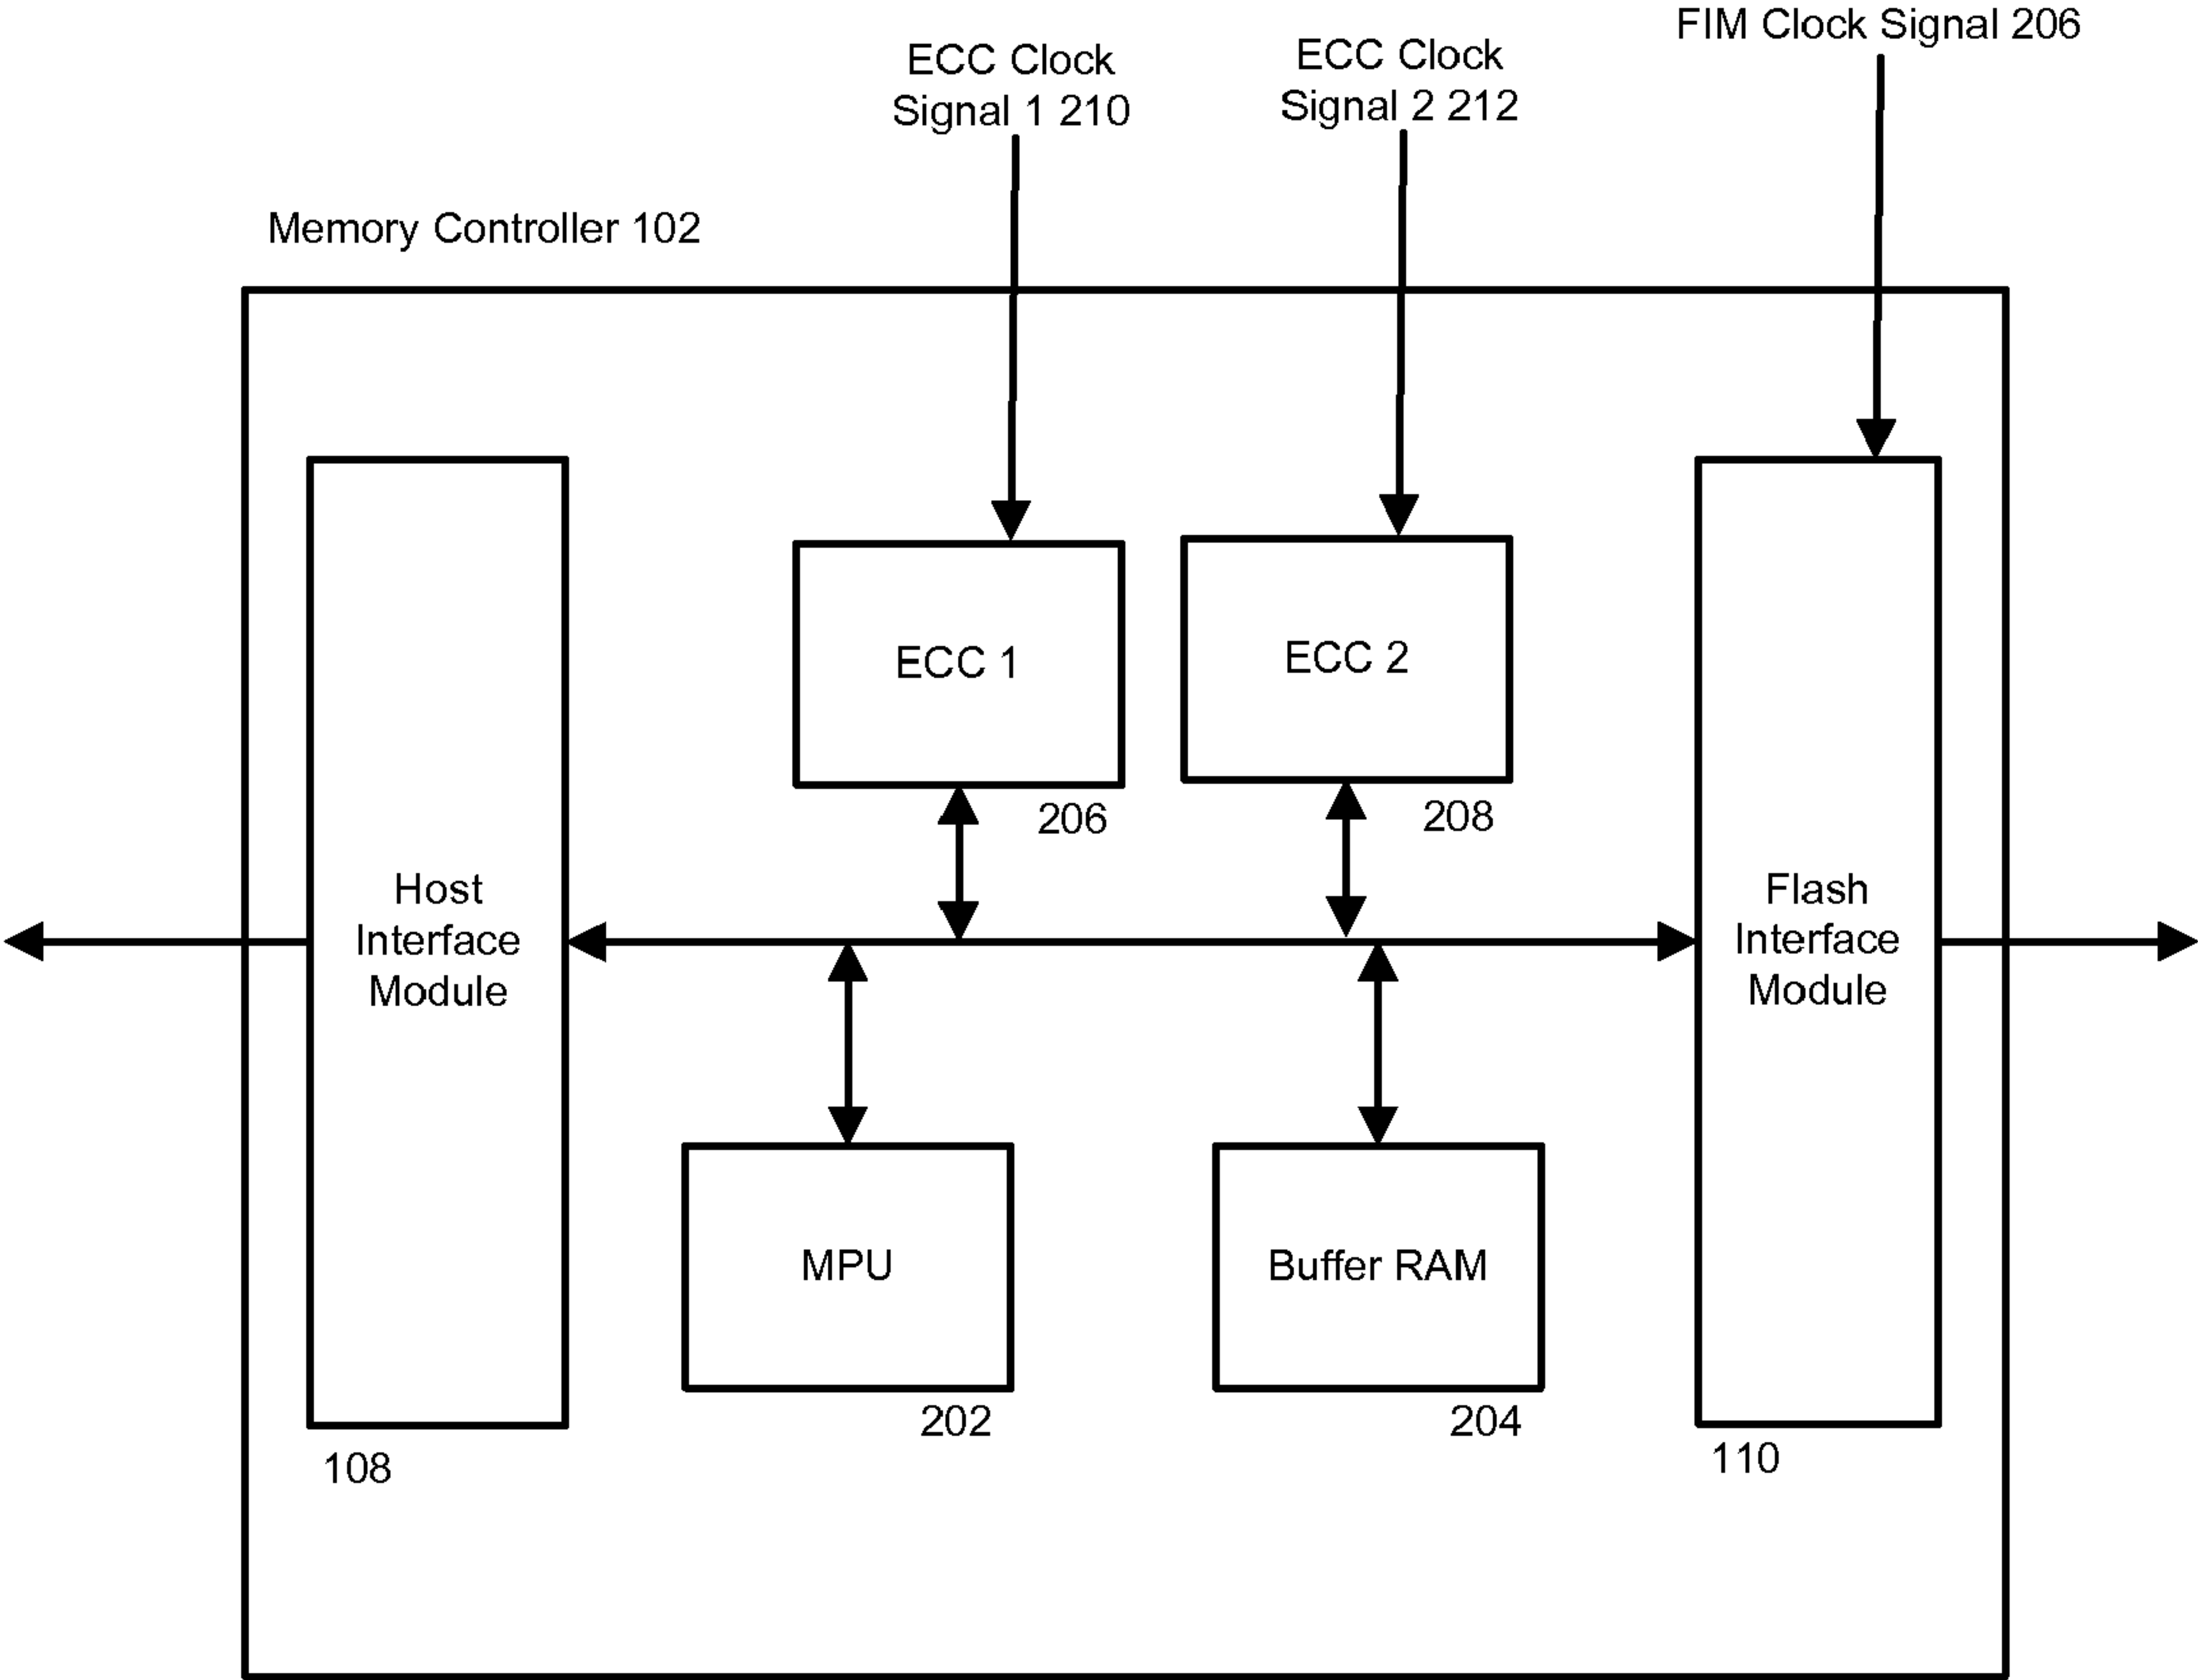 FIM Clock Signal 206
ECC Clock
Signal 1 210
ECC Clock
Signal 2 212
Memory Controller 102
ECC 1
206
ECC 2
208
Host
Interface
Module
108
Flash
Interface
Module
110
MPU
202
Buffer RAM
204